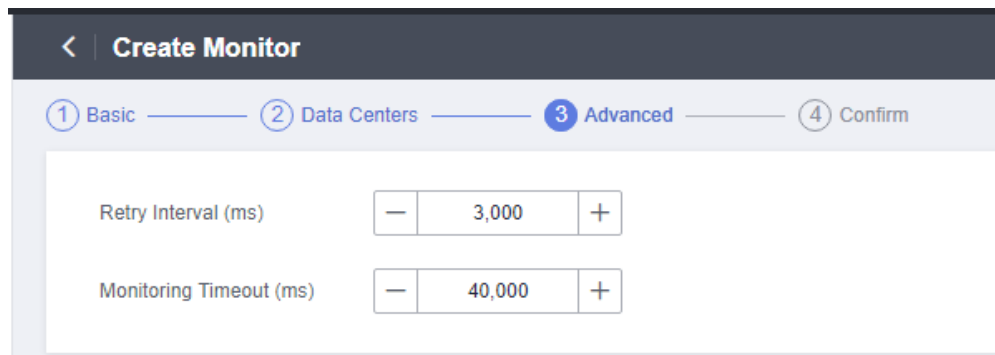 Create Monitor
1 Basic 2 Data Centers 3 Advanced 4 Confirm
Retry Interval (ms) — 3,000 +
Monitoring Timeout (ms) — 40,000 +